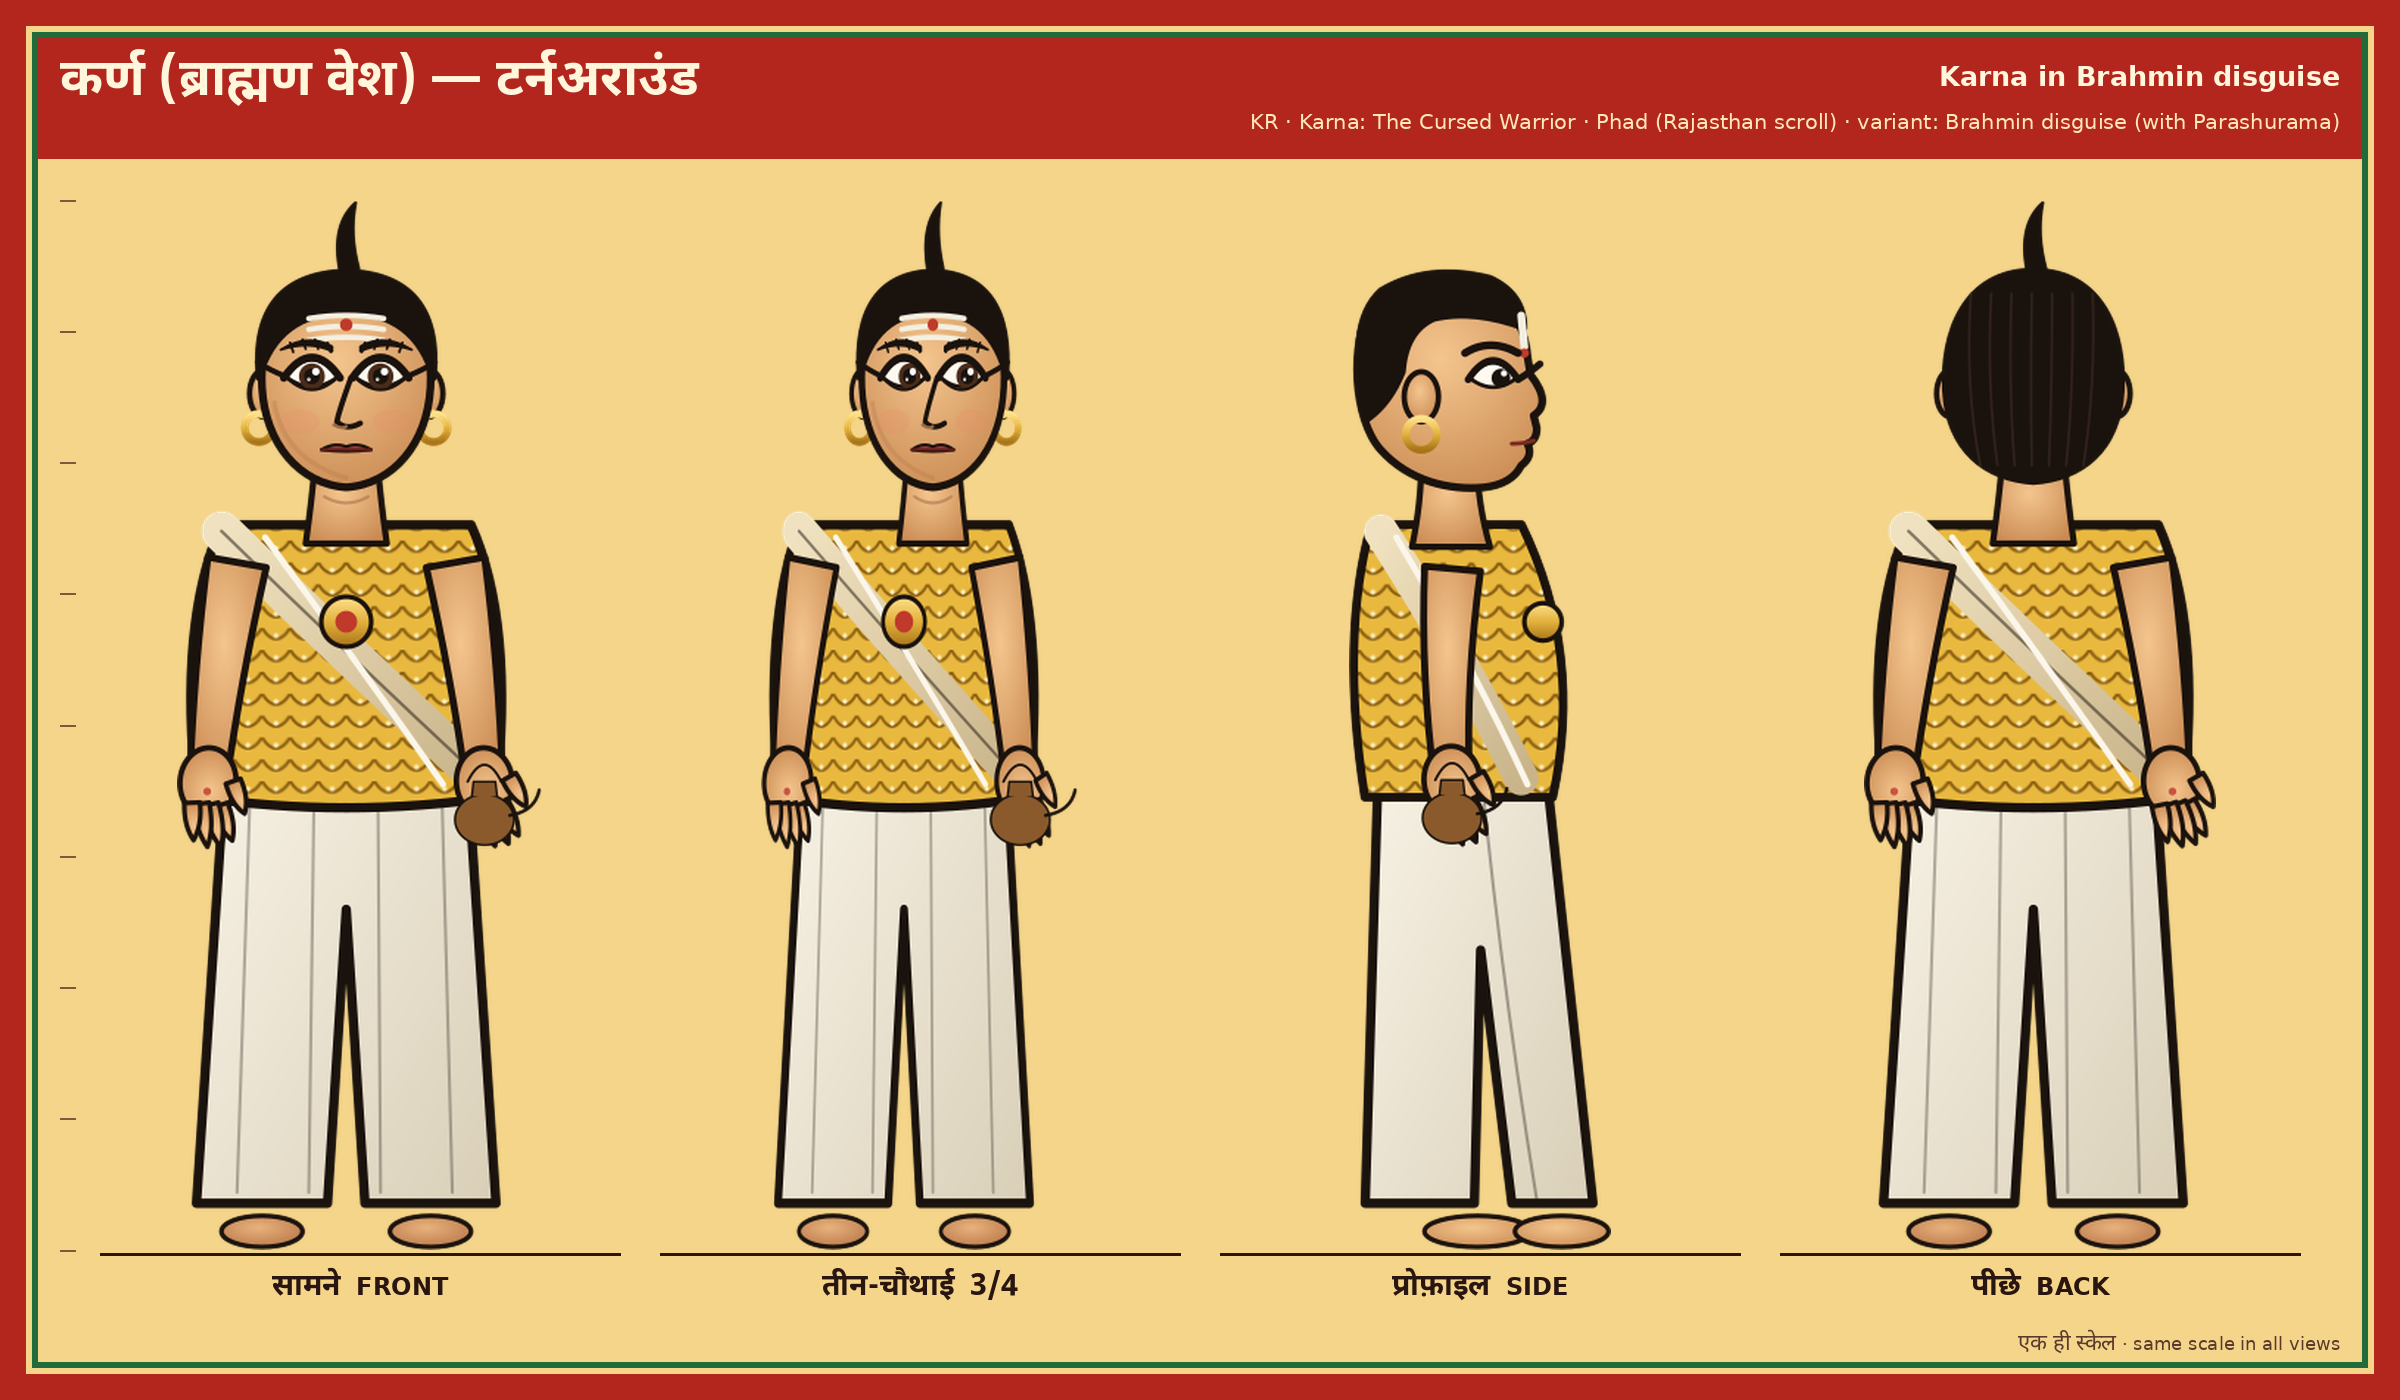 कर्ण (ब्राह्मण वेश) — टर्नअराउंड
Karna in Brahmin disguise
KR · Karna: The Cursed Warrior · Phad (Rajasthan scroll) · variant: Brahmin disguise (with Parashurama)
सामने FRONT
तीन-चौथाई 3/4
प्रोफ़ाइल SIDE
पीछे BACK
एक ही स्केल · same scale in all views